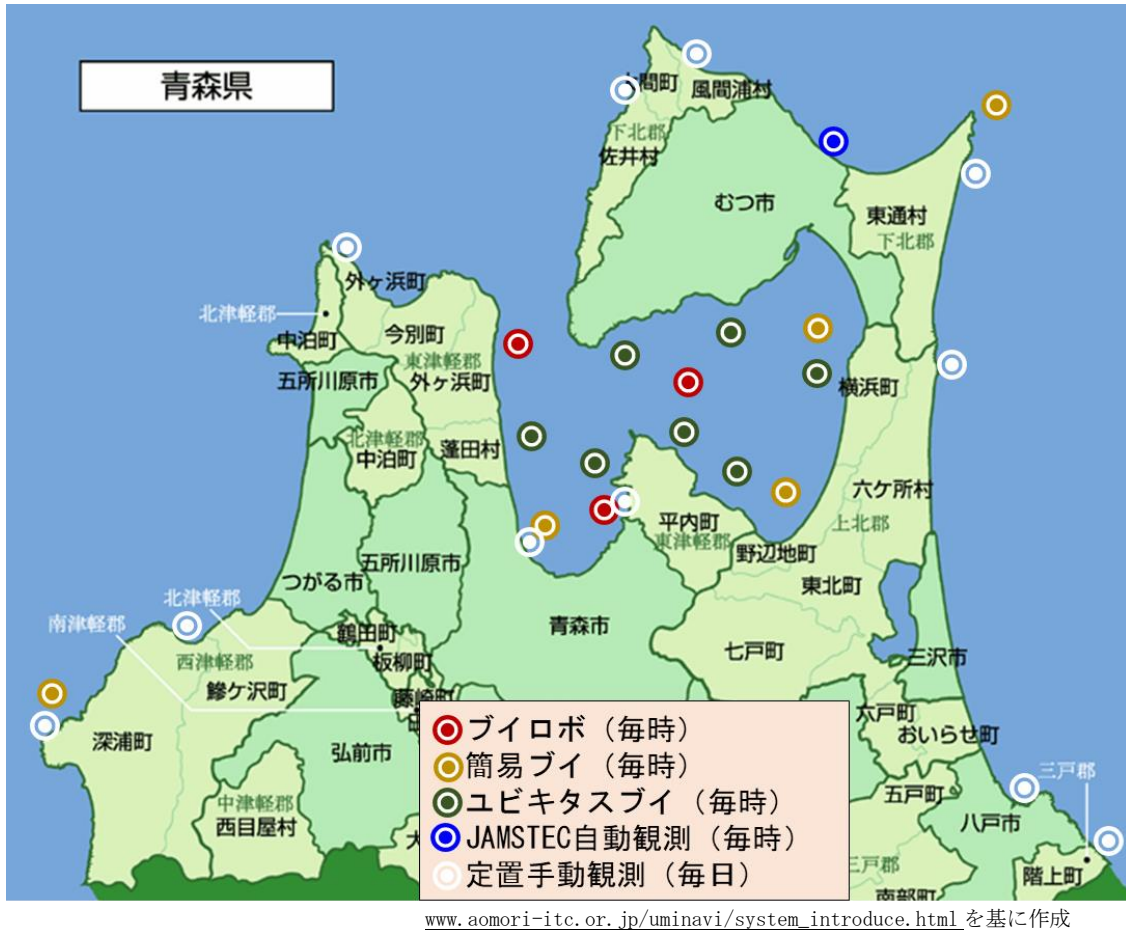 青森県
大間町
風間浦村
下北郡
佐井村
むつ市
東通村
下北郡
外ヶ浜町
北津軽郡
中泊町
今別町
東津軽郡
外ヶ浜町
五所川原市
横浜町
北津軽郡
中泊町
蓬田村
六ケ所村
上北郡
平内町
東津軽郡
野辺地町
東北町
つがる市
五所川原市
北津軽郡
南津軽郡
青森市
鶴田町
板柳町
七戸町
三沢市
西津軽郡
鰺ケ沢町
藤崎町
六戸町
おいらせ町
深浦町
弘前市
三戸郡
五戸町
八戸市
中津軽郡
西目屋村
大
三戸郡
階上町
南部町
ブイロボ（毎時）
簡易ブイ（毎時）
ユビキタスブイ（毎時）
JAMSTEC自動観測（毎時）
定置手動観測（毎日）
www.aomori-itc.or.jp/uminavi/system_introduce.html を基に作成